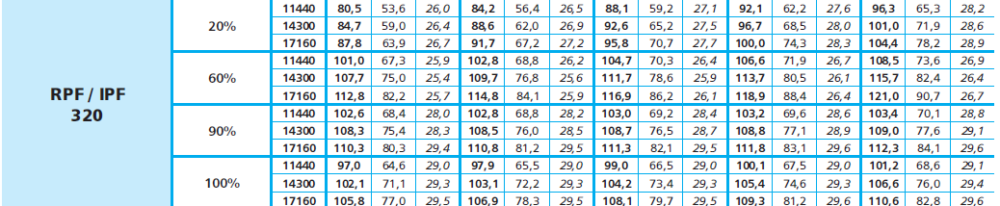 20% 11440 80,5 53,6 26,0 84,2 56,4 26,5 88,1 59,2 27,1 92,1 62,2 27,6 96,3 65,3 28,2
14300 84,7 59,0 26,4 88,6 62,0 26,9 92,6 65,2 27,5 96,7 68,5 28,0 101,0 71,9 28,6
17160 87,8 63,9 26,7 91,7 67,2 27,2 95,8 70,7 27,7 100,0 74,3 28,3 104,4 78,2 28,9
RPF / IPF
320
60% 11440 101,0 67,3 25,9 102,8 68,8 26,2 104,7 70,3 26,4 106,6 71,9 26,7 108,5 73,6 26,9
14300 107,7 75,0 25,4 109,7 76,8 25,6 111,7 78,6 25,9 113,7 80,5 26,1 115,7 82,4 26,4
17160 112,8 82,2 25,7 114,8 84,1 25,9 116,9 86,2 26,1 118,9 88,4 26,4 121,0 90,7 26,7
90% 11440 102,6 68,4 28,0 102,8 68,8 28,2 103,0 69,2 28,4 103,2 69,6 28,6 103,4 70,1 28,8
14300 108,3 75,4 28,3 108,5 76,0 28,5 108,7 76,5 28,7 108,8 77,1 28,9 109,0 77,6 29,1
17160 110,3 80,3 29,4 110,8 81,2 29,5 111,3 82,1 29,5 111,8 83,1 29,6 112,3 84,1 29,6
100% 11440 97,0 64,6 29,0 97,9 65,5 29,0 99,0 66,5 29,0 100,1 67,5 29,0 101,2 68,6 29,1
14300 102,1 71,1 29,3 103,1 72,2 29,3 104,2 73,4 29,3 105,4 74,6 29,3 106,6 76,0 29,4
17160 105,8 77,0 29,5 106,9 78,3 29,5 108,1 79,7 29,5 109,3 81,2 29,6 110,6 82,8 29,6